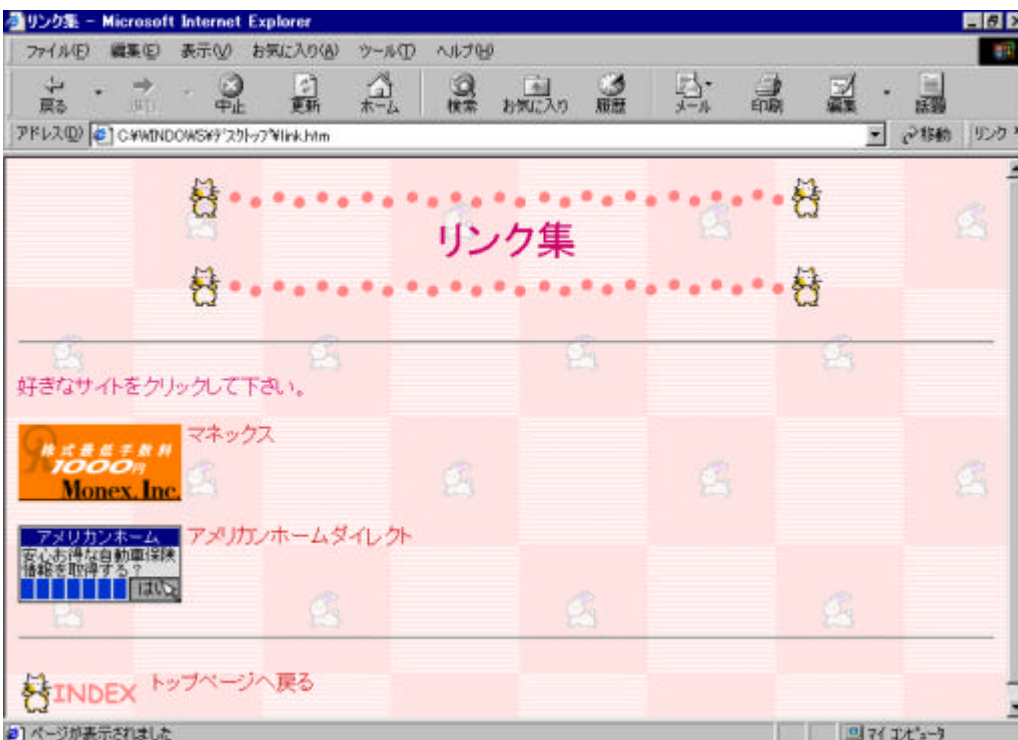 リンク集 - Microsoft Internet Explorer
ファイル(F) 編集(E) 表示(V) お気に入り(A) ツール(T) ヘルプ(H)
戻る 進む 中止 更新 ホーム 検索 お気に入り 履歴 メール 印刷 編集 話題
アドレス(D) C:¥WINDOWS¥デスクトップ¥link.htm 移動 リンク
リンク集
好きなサイトをクリックして下さい。
株式最低手数料
1000円
Monex, Inc.
マネックス
アメリカンホーム
安心お得な自動車保険
情報を取得する?
はい
アメリカンホームダイレクト
INDEX トップページへ戻る
ページが表示されました マイ コンピュータ